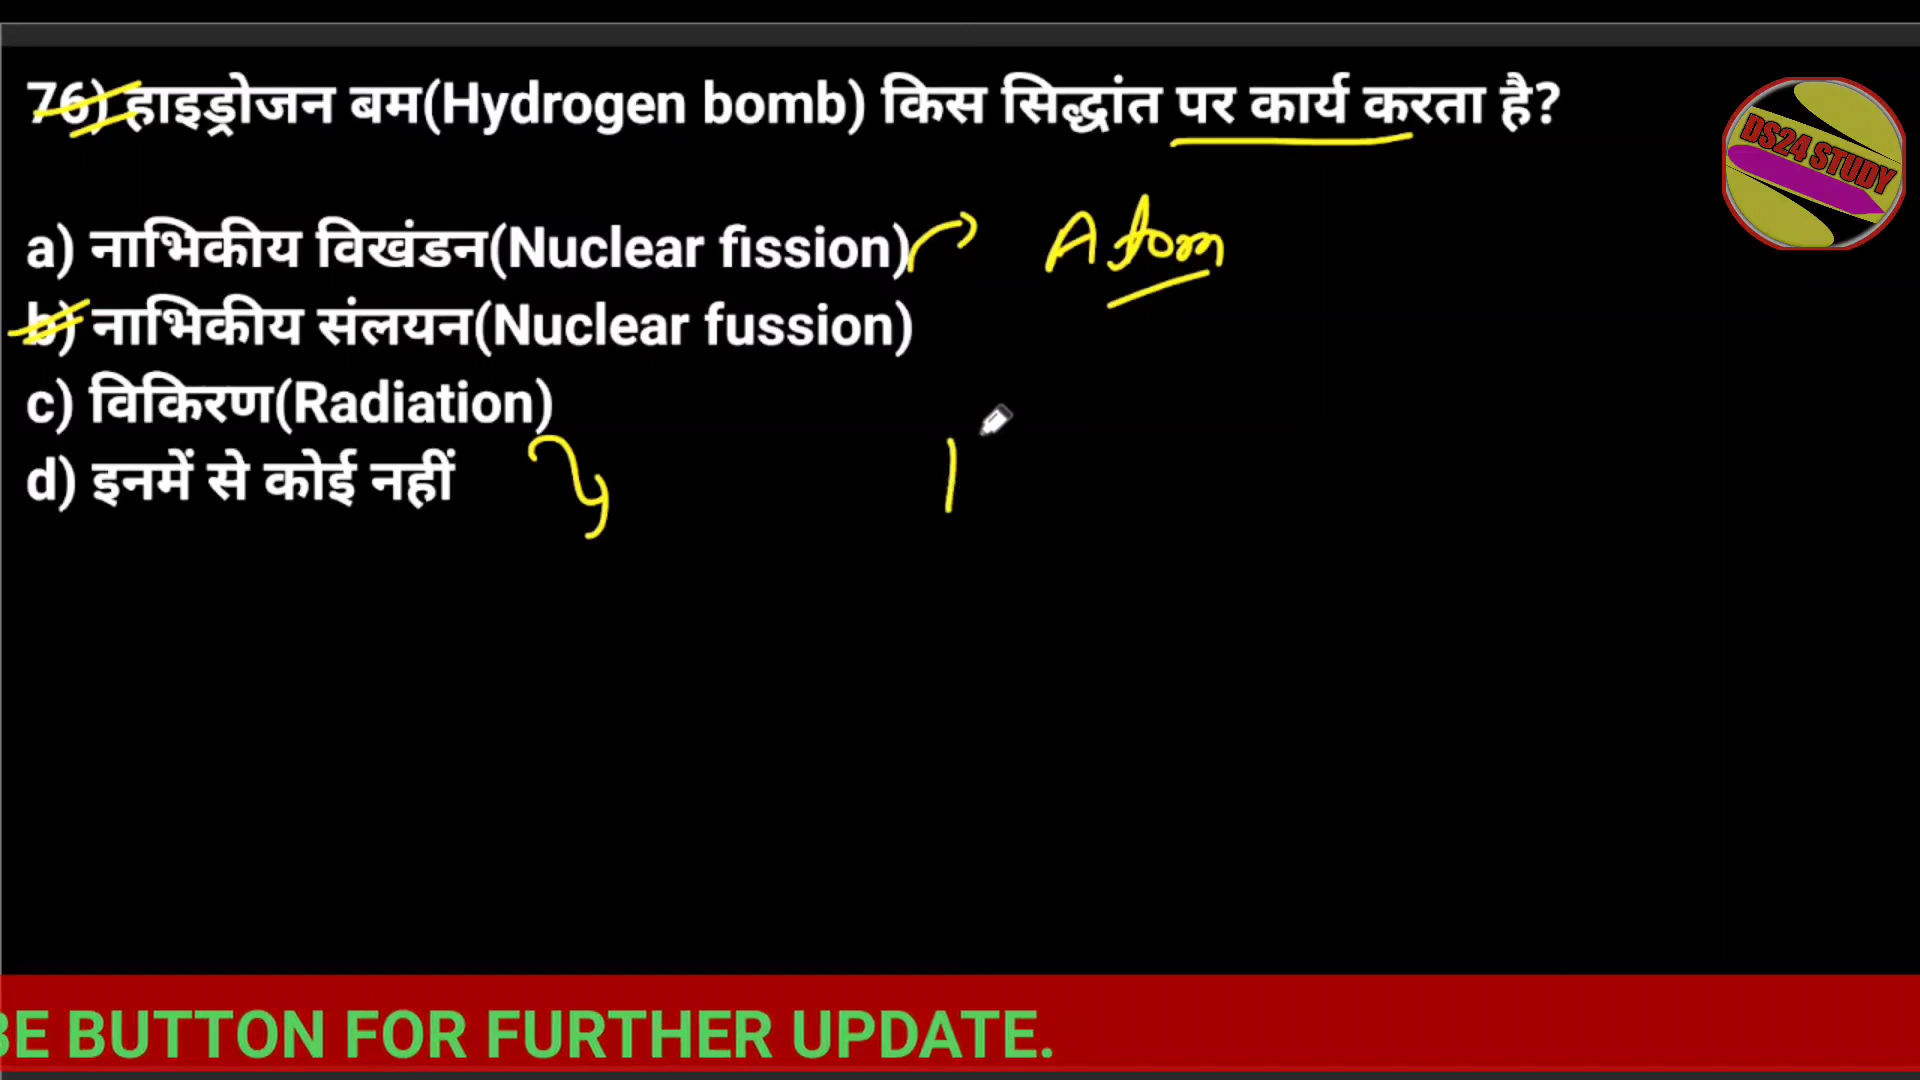 76) हाइड्रोजन बम(Hydrogen bomb) किस सिद्धांत पर कार्य करता है?
DS24 STUDY
a) नाभिकीय विखंडन(Nuclear fission) Atom
b) नाभिकीय संलयन(Nuclear fussion)
c) विकिरण(Radiation)
d) इनमें से कोई नहीं
BE BUTTON FOR FURTHER UPDATE.